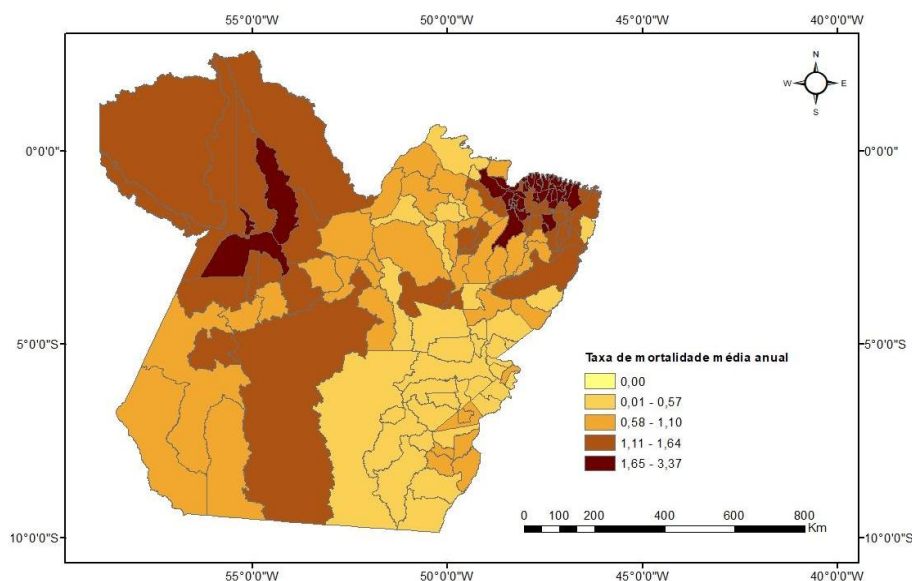 55°0'0"W 50°0'0"W 45°0'0"W 40°0'0"W
N
W E
S
0°0'0" 0°0'0"
5°0'0"S 5°0'0"S
Taxa de mortalidade média anual
0,00
0,01 - 0,57
0,58 - 1,10
1,11 - 1,64
1,65 - 3,37
0 100 200 400 600 800
Km
10°0'0"S 10°0'0"S
55°0'0"W 50°0'0"W 45°0'0"W 40°0'0"W